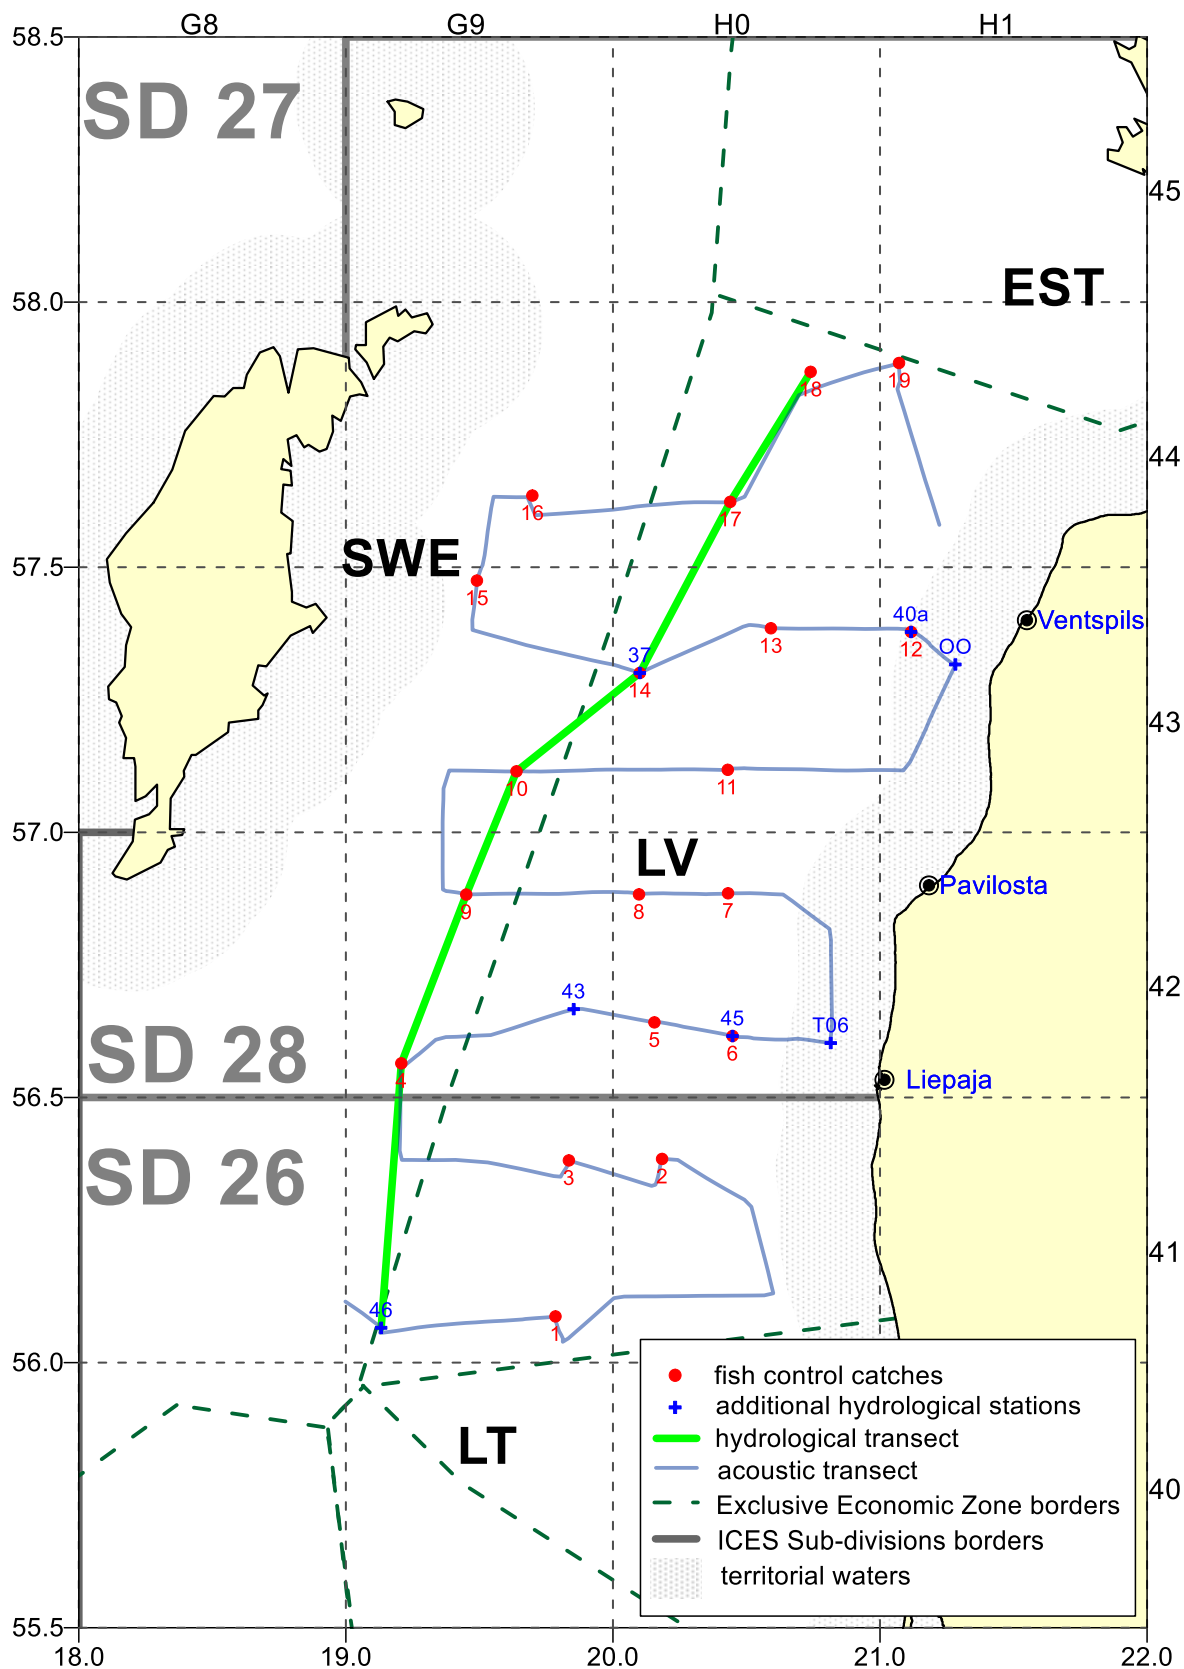 G8 G9 H0 H1
58.5
SD 27
45
58.0
EST
18
19
44
16
17
SWE
57.5
15
40a
13
12
Ventspils
37
OO
14
43
10
11
57.0
LV
Pavilosta
9
8
7
42
43
45
T06
5
6
SD 28
4
Liepaja
56.5
SD 26
3
2
41
46
1
56.0
fish control catches
additional hydrological stations
hydrological transect
acoustic transect
Exclusive Economic Zone borders
ICES Sub-divisions borders
territorial waters
LT
40
55.5
18.0 19.0 20.0 21.0 22.0